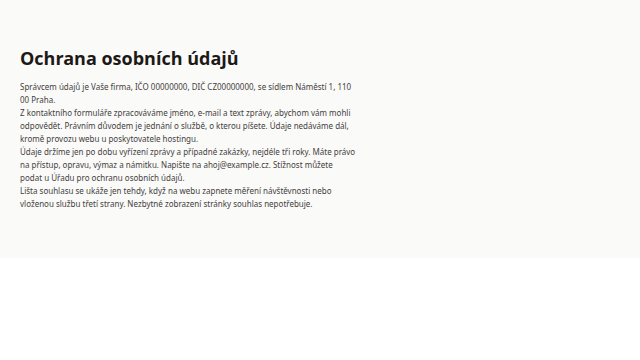 Ochrana osobních údajů
Správcem údajů je Vaše firma, IČO 00000000, DIČ CZ00000000, se sídlem Náměstí 1, 110
00 Praha.
Z kontaktního formuláře zpracováváme jméno, e-mail a text zprávy, abychom vám mohli
odpovědět. Právním důvodem je jednání o službě, o kterou píšete. Údaje nedáváme dál,
kromě provozu webu u poskytovatele hostingu.
Údaje držíme jen po dobu vyřízení zprávy a případné zakázky, nejdéle tři roky. Máte právo
na přístup, opravu, výmaz a námitku. Napište na ahoj@example.cz. Stížnost můžete
podat u Úřadu pro ochranu osobních údajů.
Lišta souhlasu se ukáže jen tehdy, když na webu zapnete měření návštěvnosti nebo
vloženou službu třetí strany. Nezbytné zobrazení stránky souhlas nepotřebuje.